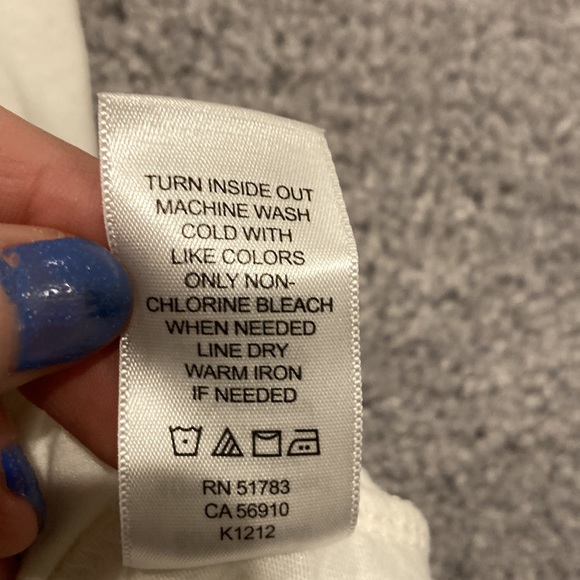 TURN INSIDE OUT
MACHINE WASH
COLD WITH
LIKE COLORS
ONLY NON-
CHLORINE BLEACH
WHEN NEEDED
LINE DRY
WARM IRON
IF NEEDED
RN 51783
CA 56910
K1212